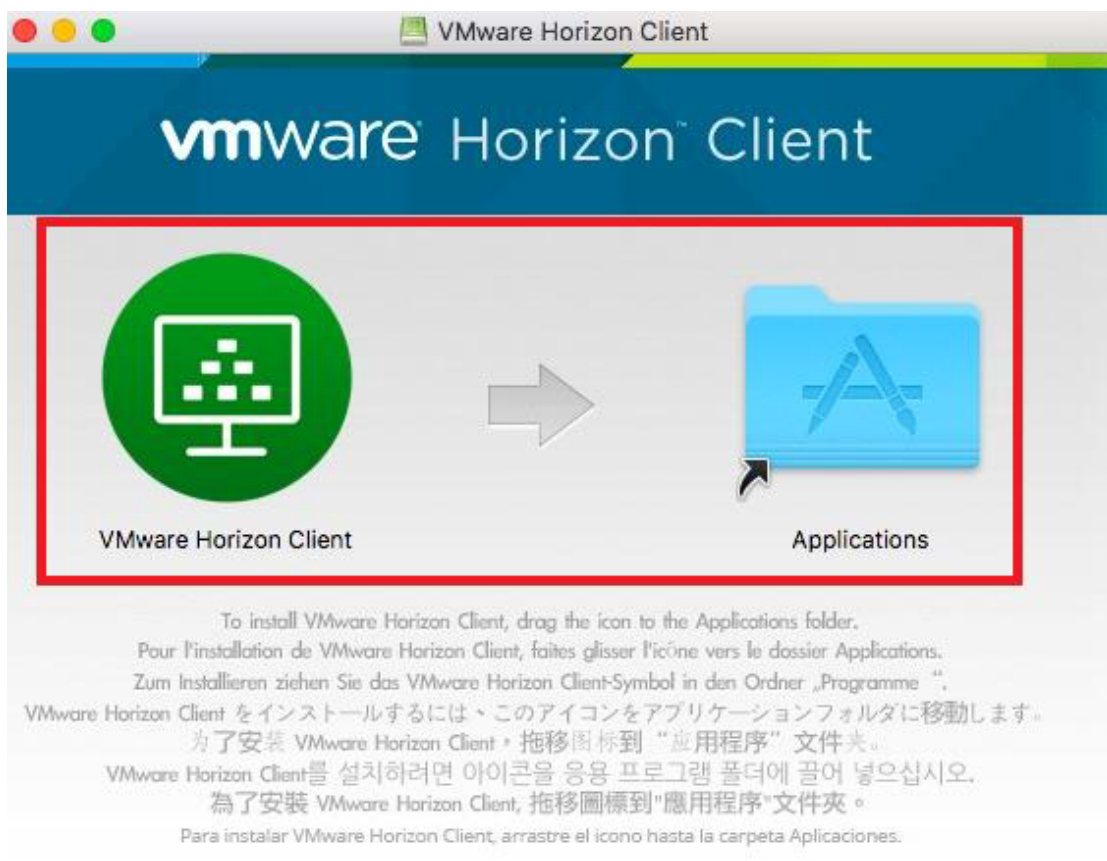 VMware Horizon Client
vmware Horizon™ Client
VMware Horizon Client
Applications
To install VMware Horizon Client, drag the icon to the Applications folder.
Pour l'installation de VMware Horizon Client, faites glisser l'icône vers le dossier Applications.
Zum Installieren ziehen Sie das VMware Horizon Client-Symbol in den Ordner „Programme “.
VMware Horizon Client をインストールするには、このアイコンをアプリケーションフォルダに移動します。
为了安装 VMware Horizon Client，拖移图标到“应用程序”文件夹。
VMware Horizon Client를 설치하려면 아이콘을 응용 프로그램 폴더에 끌어 넣으십시오.
為了安裝 VMware Horizon Client, 拖移圖標到"應用程序"文件夾。
Para instalar VMware Horizon Client, arrastre el icono hasta la carpeta Aplicaciones.